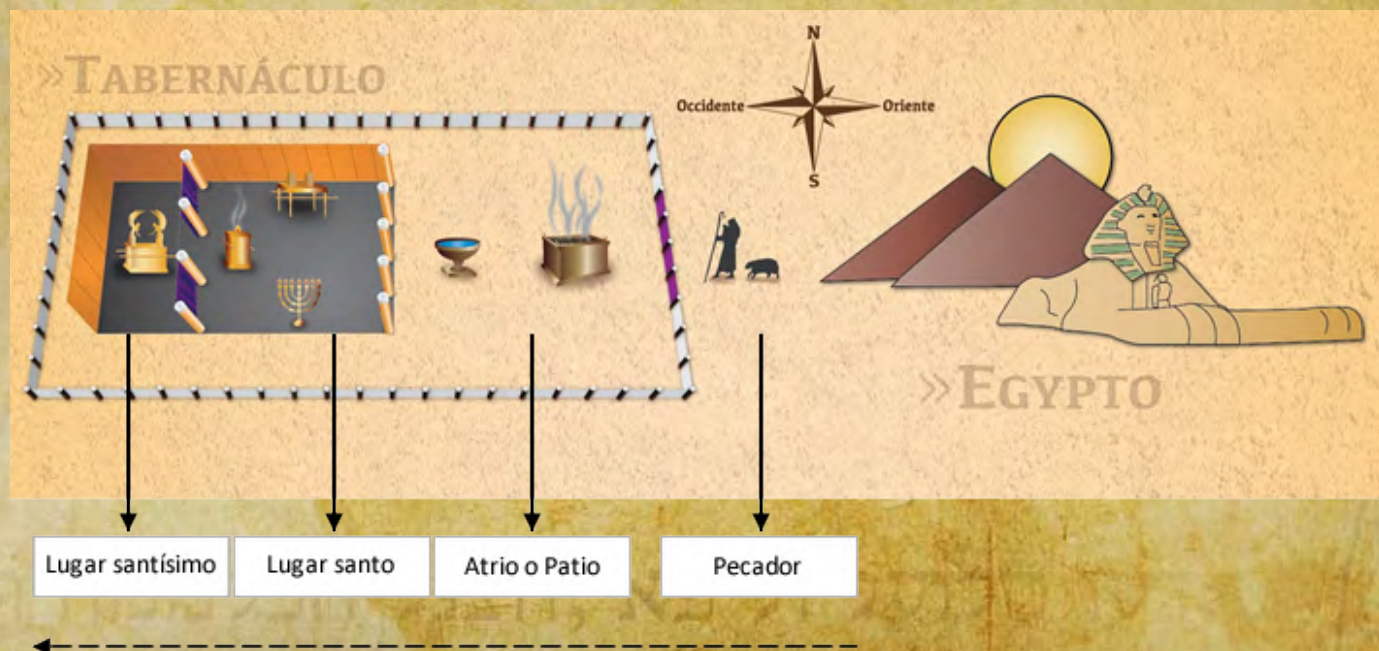 »TABERNÁCULO
N
Occidente
Oriente
S
»EGYPTO
Lugar santísimo
Lugar santo
Atrio o Patio
Pecador